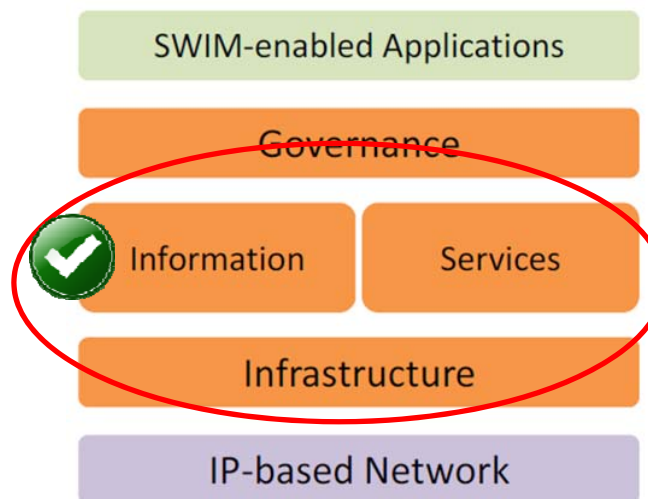 SWIM-enabled Applications
Governance
Information Services
Infrastructure
IP-based Network